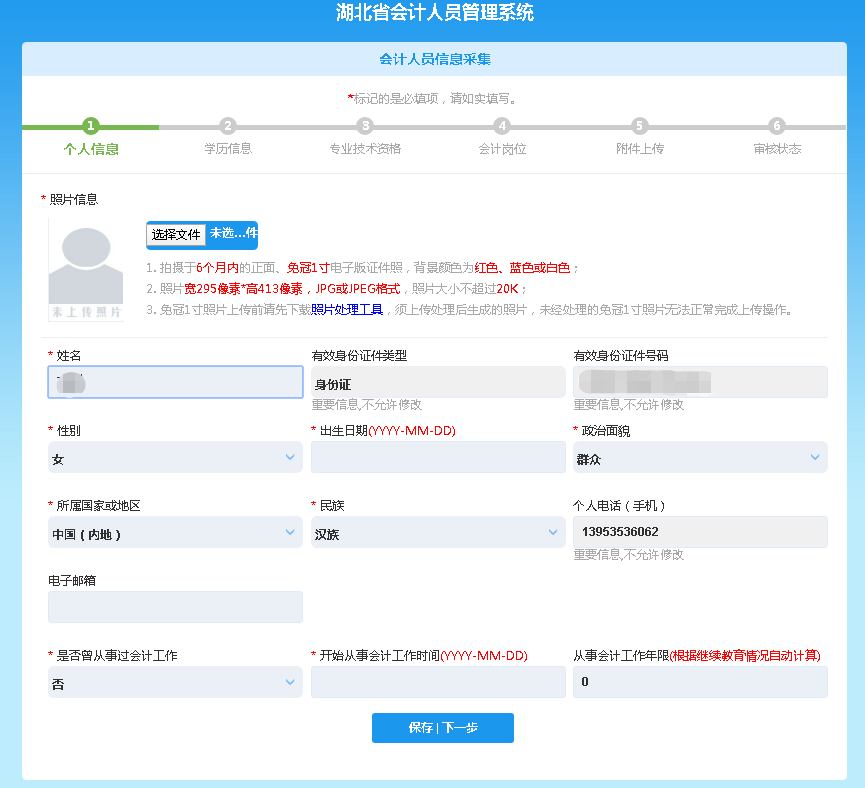 湖北省会计人员管理系统
会计人员信息采集
*标记的是必填项，请如实填写。
1 2 3 4 5 6
个人信息 学历信息 专业技术资格 会计岗位 附件上传 审核状态
* 照片信息
选择文件 未选...件
1. 拍摄于6个月内的正面、免冠1寸电子版证件照，背景颜色为红色、蓝色或白色；
2. 照片宽295像素*高413像素，JPG或JPEG格式，照片大小不超过20K；
未上传照片 3. 免冠1寸照片上传前请先下载照片处理工具，须上传处理后生成的照片，未经处理的免冠1寸照片无法正常完成上传操作。
* 姓名 有效身份证件类型 有效身份证件号码
身份证
重要信息,不允许修改 重要信息,不允许修改
* 性别 * 出生日期(YYYY-MM-DD) * 政治面貌
女 群众
* 所属国家或地区 * 民族 个人电话（手机）
中国（内地） 汉族 13953536062
重要信息,不允许修改
电子邮箱
* 是否曾从事过会计工作 * 开始从事会计工作时间(YYYY-MM-DD) 从事会计工作年限(根据继续教育情况自动计算)
否 0
保存 | 下一步